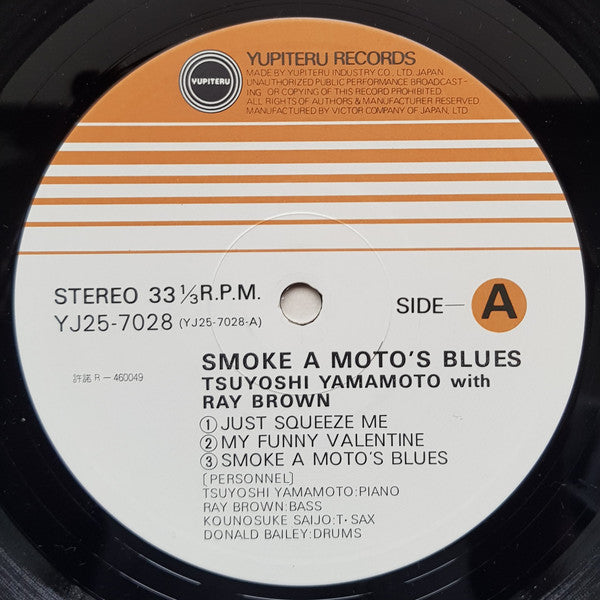 YUPITERU
YUPITERU RECORDS
MADE BY YUPITERU INDUSTRY CO., LTD. JAPAN
UNAUTHORIZED PUBLIC PERFORMANCE BROADCAST-
ING OR COPYING OF THIS RECORD PROHIBITED
ALL RIGHTS OF AUTHORS & MANUFACTURER RESERVED
MANUFACTURED BY VICTOR COMPANY OF JAPAN, LTD
STEREO 33 1/3 R.P.M.
YJ25-7028 (YJ25-7028-A)
SIDE—A
許諾 R-460049
SMOKE A MOTO'S BLUES
TSUYOSHI YAMAMOTO with
RAY BROWN
① JUST SQUEEZE ME
② MY FUNNY VALENTINE
③ SMOKE A MOTO'S BLUES
[PERSONNEL]
TSUYOSHI YAMAMOTO:PIANO
RAY BROWN:BASS
KOUNOSUKE SAIJO:T・SAX
DONALD BAILEY:DRUMS